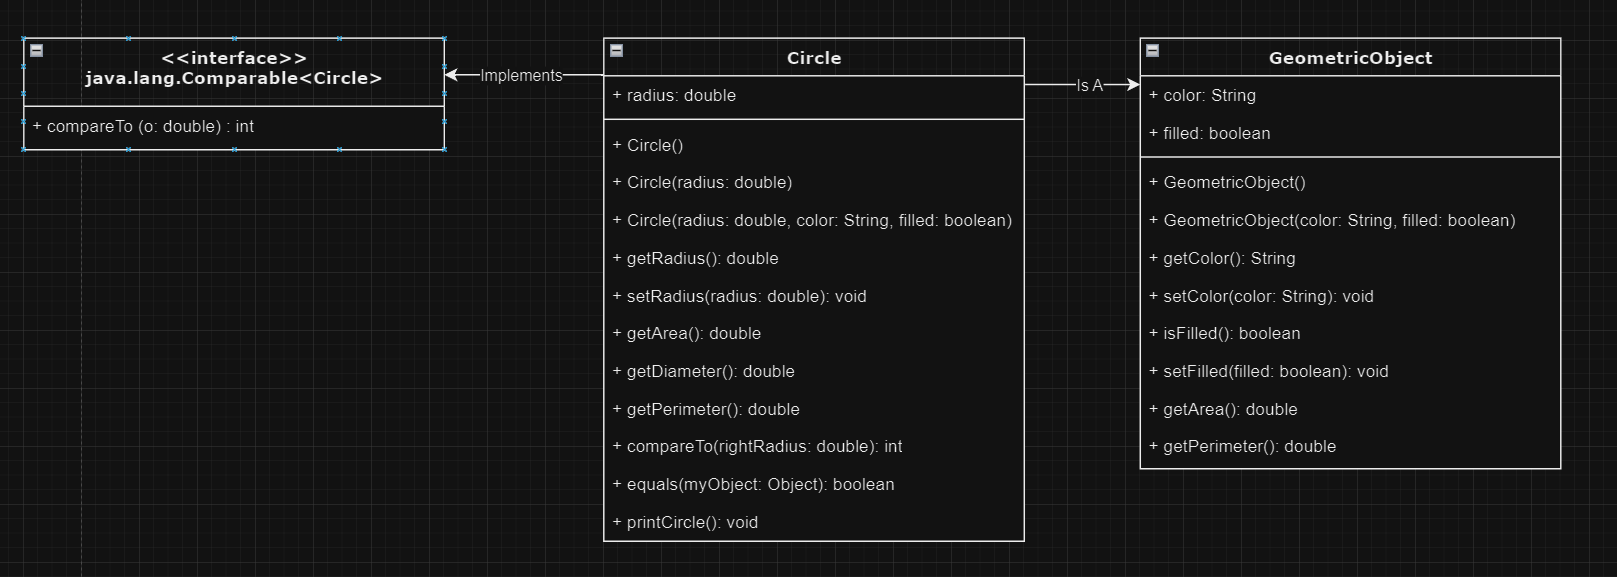 <<interface>>
java.lang.Comparable<Circle>
+ compareTo (o: double) : int
Implements
Circle
+ radius: double
+ Circle()
+ Circle(radius: double)
+ Circle(radius: double, color: String, filled: boolean)
+ getRadius(): double
+ setRadius(radius: double): void
+ getArea(): double
+ getDiameter(): double
+ getPerimeter(): double
+ compareTo(rightRadius: double): int
+ equals(myObject: Object): boolean
+ printCircle(): void
Is A
GeometricObject
+ color: String
+ filled: boolean
+ GeometricObject()
+ GeometricObject(color: String, filled: boolean)
+ getColor(): String
+ setColor(color: String): void
+ isFilled(): boolean
+ setFilled(filled: boolean): void
+ getArea(): double
+ getPerimeter(): double